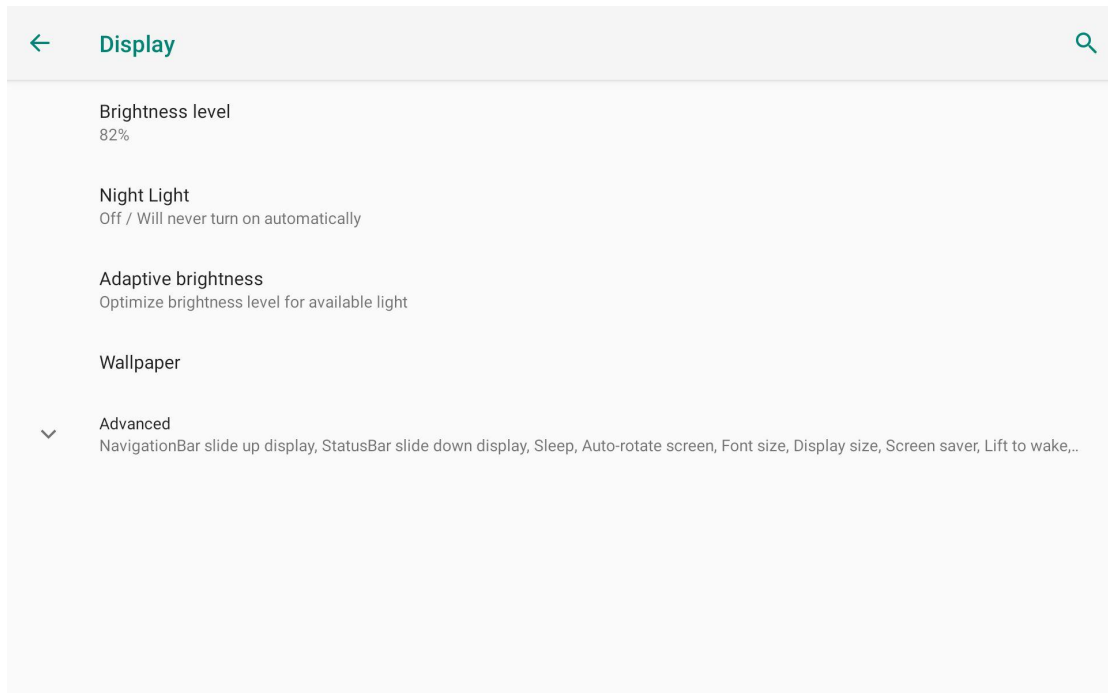 Display
Brightness level
82%
Night Light
Off / Will never turn on automatically
Adaptive brightness
Optimize brightness level for available light
Wallpaper
Advanced
NavigationBar slide up display, StatusBar slide down display, Sleep, Auto-rotate screen, Font size, Display size, Screen saver, Lift to wake,..